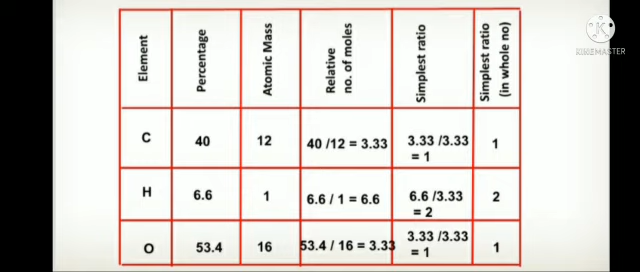 Element
Percentage
Atomic Mass
Relative
no. of moles
Simplest ratio
Simplest ratio
(in whole no)
C
40
12
40 /12 = 3.33
3.33 /3.33
= 1
1
H
6.6
1
6.6 / 1 = 6.6
6.6 /3.33
= 2
2
O
53.4
16
53.4 / 16 = 3.33
3.33 /3.33
= 1
1
K
KINEMASTER